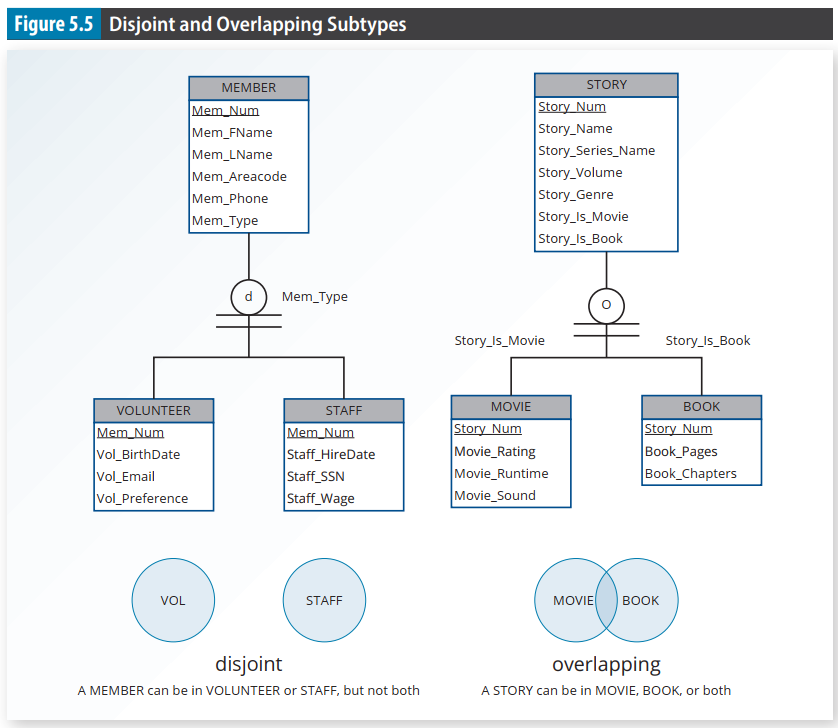 Figure 5.5 Disjoint and Overlapping Subtypes
MEMBER
Mem_Num
Mem_FName
Mem_LName
Mem_Areacode
Mem_Phone
Mem_Type
d
Mem_Type
VOLUNTEER
Mem_Num
Vol_BirthDate
Vol_Email
Vol_Preference
STAFF
Mem_Num
Staff_HireDate
Staff_SSN
Staff_Wage
VOL
STAFF
disjoint
A MEMBER can be in VOLUNTEER or STAFF, but not both
STORY
Story_Num
Story_Name
Story_Series_Name
Story_Volume
Story_Genre
Story_Is_Movie
Story_Is_Book
O
Story_Is_Movie
Story_Is_Book
MOVIE
Story_Num
Movie_Rating
Movie_Runtime
Movie_Sound
BOOK
Story_Num
Book_Pages
Book_Chapters
MOVIE
BOOK
overlapping
A STORY can be in MOVIE, BOOK, or both